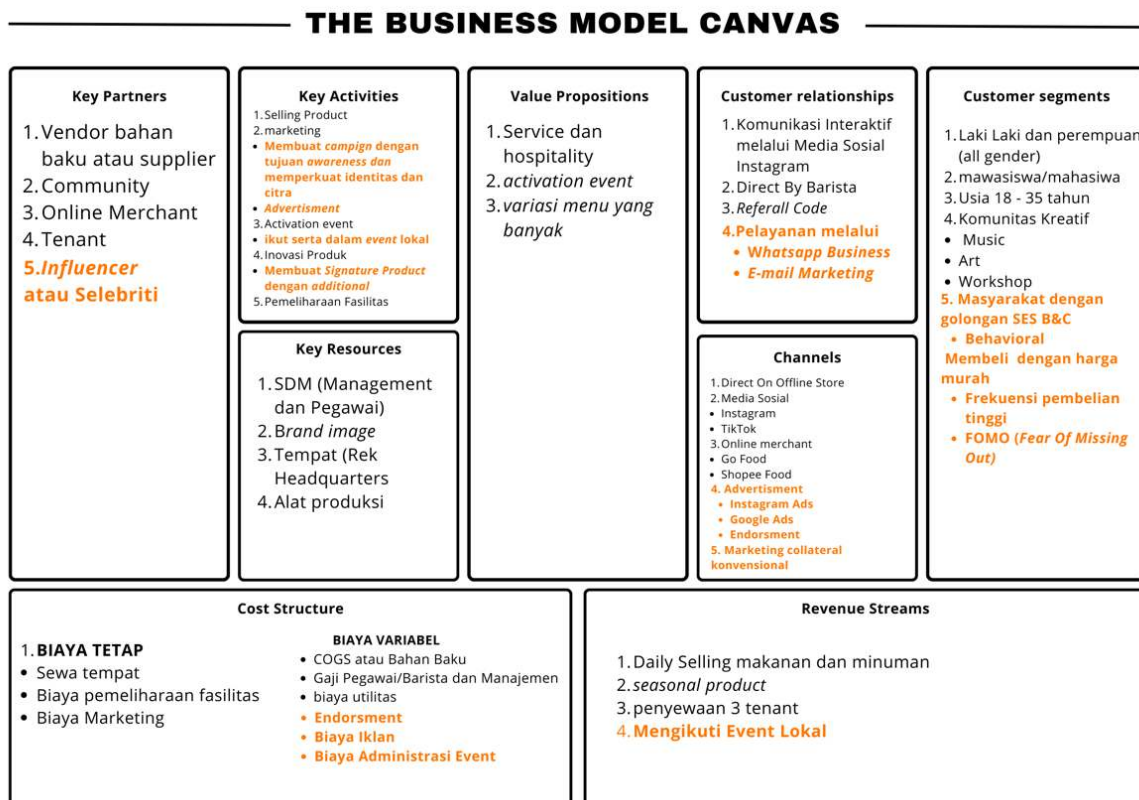 THE BUSINESS MODEL CANVAS
Key Partners
1. Vendor bahan
baku atau supplier
2. Community
3. Online Merchant
4. Tenant
5. Influencer
atau Selebriti
Key Activities
1. Selling Product
2. marketing
• Membuat campign dengan
tujuan awareness dan
memperkuat identitas dan
citra
• Advertisment
3. Activation event
• ikut serta dalam event lokal
4. Inovasi Produk
• Membuat Signature Product
dengan additional
5. Pemeliharaan Fasilitas
Key Resources
1. SDM (Management
dan Pegawai)
2. Brand image
3. Tempat (Rek
Headquarters
4. Alat produksi
Value Propositions
1. Service dan
hospitality
2. activation event
3. variasi menu yang
banyak
Customer relationships
1. Komunikasi Interaktif
melalui Media Sosial
Instagram
2. Direct By Barista
3. Referall Code
4.Pelayanan melalui
• Whatsapp Business
• E-mail Marketing
Channels
1. Direct On Offline Store
2. Media Sosial
• Instagram
• TikTok
3. Online merchant
• Go Food
• Shopee Food
4. Advertisment
• Instagram Ads
• Google Ads
• Endorsment
5. Marketing collateral
konvensional
Customer segments
1. Laki Laki dan perempuan
(all gender)
2. mawasiswa/mahasiwa
3. Usia 18 - 35 tahun
4. Komunitas Kreatif
• Music
• Art
• Workshop
5. Masyarakat dengan
golongan SES B&C
• Behavioral
Membeli dengan harga
murah
• Frekuensi pembelian
tinggi
• FOMO (Fear Of Missing
Out)
Cost Structure
1. BIAYA TETAP
• Sewa tempat
• Biaya pemeliharaan fasilitas
• Biaya Marketing
BIAYA VARIABEL
• COGS atau Bahan Baku
• Gaji Pegawai/Barista dan Manajemen
• biaya utilitas
• Endorsment
• Biaya Iklan
• Biaya Administrasi Event
Revenue Streams
1. Daily Selling makanan dan minuman
2. seasonal product
3. penyewaan 3 tenant
4. Mengikuti Event Lokal